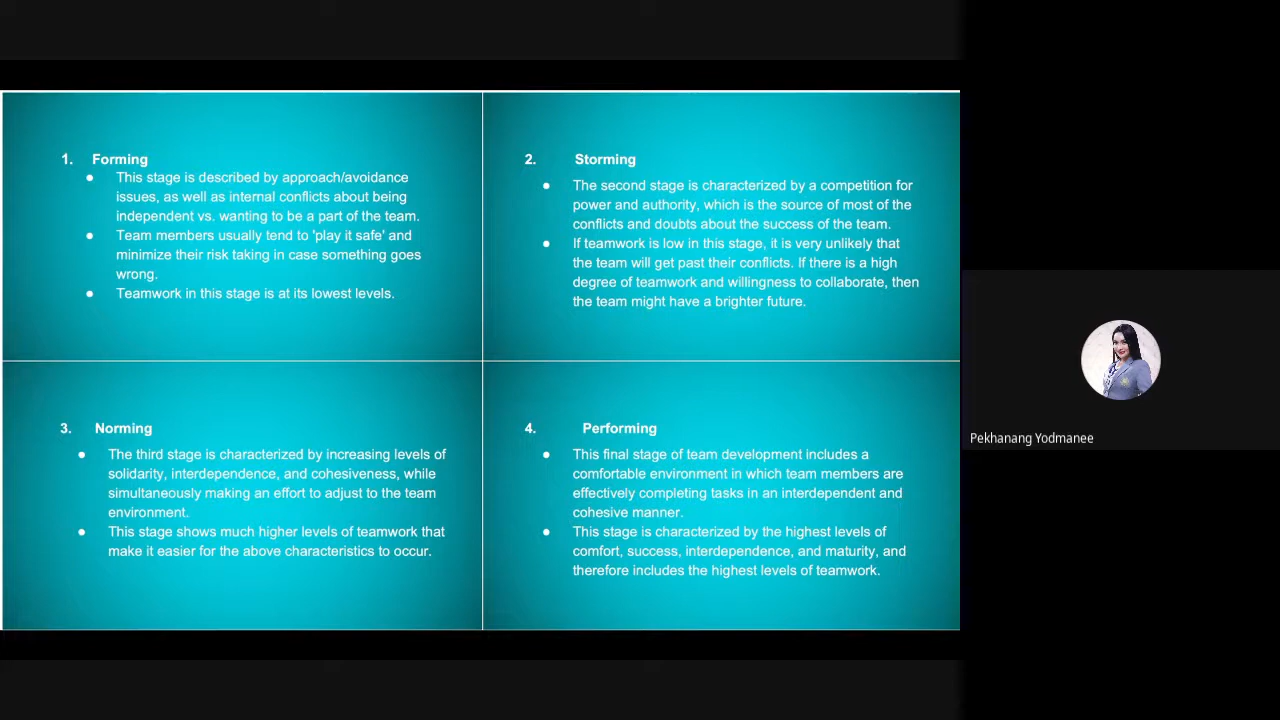 1. Forming
● This stage is described by approach/avoidance
issues, as well as internal conflicts about being
independent vs. wanting to be a part of the team.
● Team members usually tend to 'play it safe' and
minimize their risk taking in case something goes
wrong.
● Teamwork in this stage is at its lowest levels.
2. Storming
● The second stage is characterized by a competition for
power and authority, which is the source of most of the
conflicts and doubts about the success of the team.
● If teamwork is low in this stage, it is very unlikely that
the team will get past their conflicts. If there is a high
degree of teamwork and willingness to collaborate, then
the team might have a brighter future.
3. Norming
● The third stage is characterized by increasing levels of
solidarity, interdependence, and cohesiveness, while
simultaneously making an effort to adjust to the team
environment.
● This stage shows much higher levels of teamwork that
make it easier for the above characteristics to occur.
4. Performing
● This final stage of team development includes a
comfortable environment in which team members are
effectively completing tasks in an interdependent and
cohesive manner.
● This stage is characterized by the highest levels of
comfort, success, interdependence, and maturity, and
therefore includes the highest levels of teamwork.
Pekhanang Yodmanee